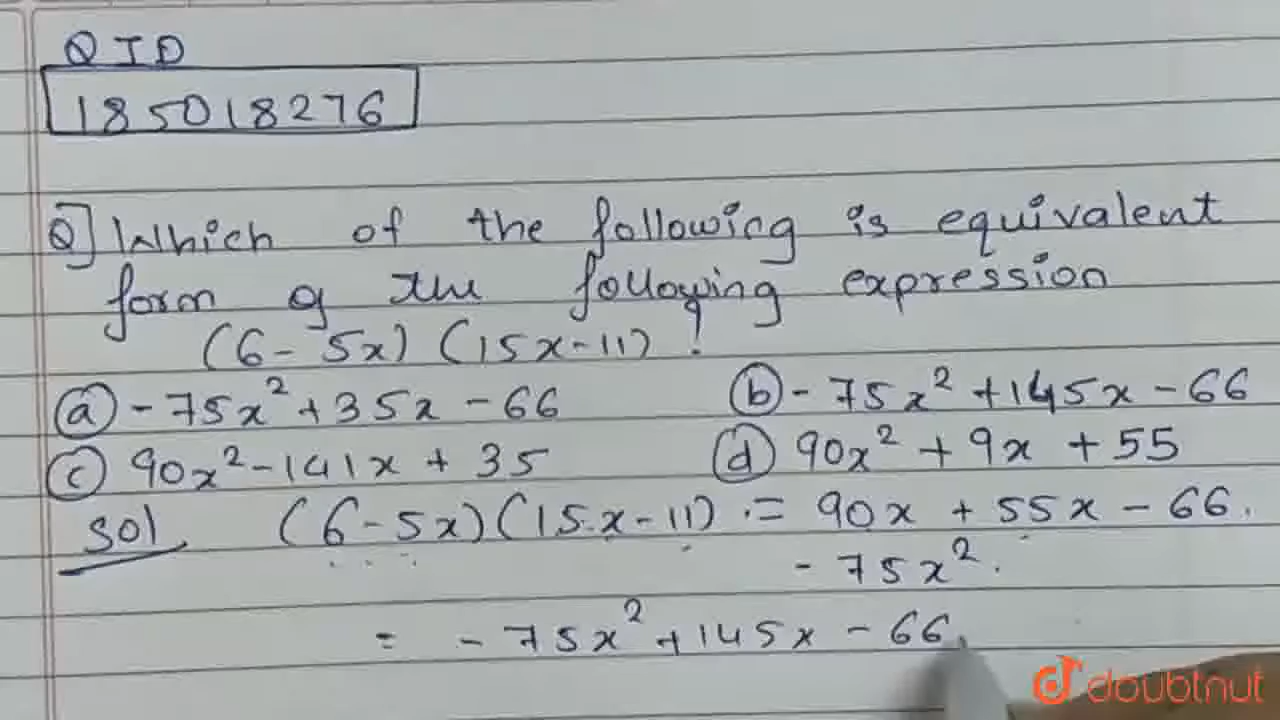 QID
185018276
Q] Which of the following is equivalent
form of the following expression
(6 - 5x) (15x - 11) ?
(a) - 75x² + 35x - 66 (b) - 75x² + 145x - 66
(c) 90x² - 141x + 35 (d) 90x² + 9x + 55
Sol (6 - 5x) (15x - 11) = 90x + 55x - 66
- 75x²
= - 75x² + 145x - 66
doubtnut